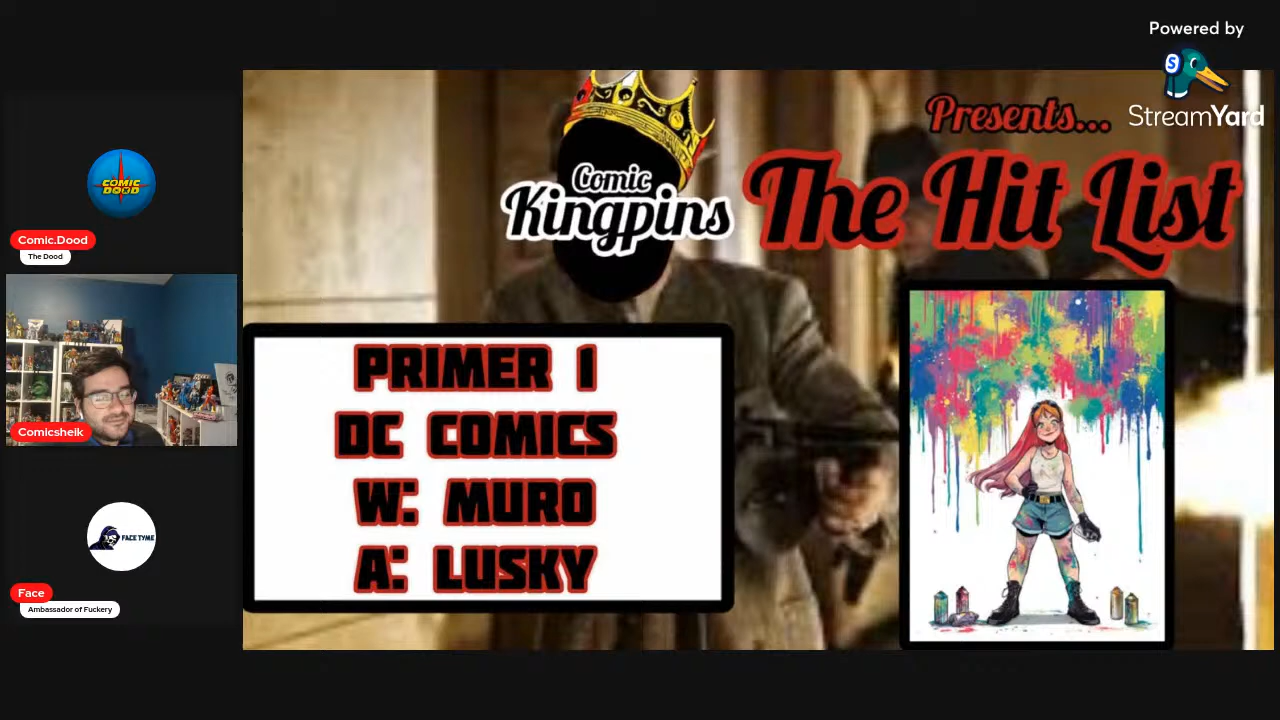 Powered by
StreamYard
COMIC
DOOD
Comic.Dood
The Dood
Comicsheik
FACE TYME
Face
Ambassador of Fuckery
Comic
Kingpins
Presents...
The Hit List
PRIMER 1
DC COMICS
W: MURO
A: LUSKY